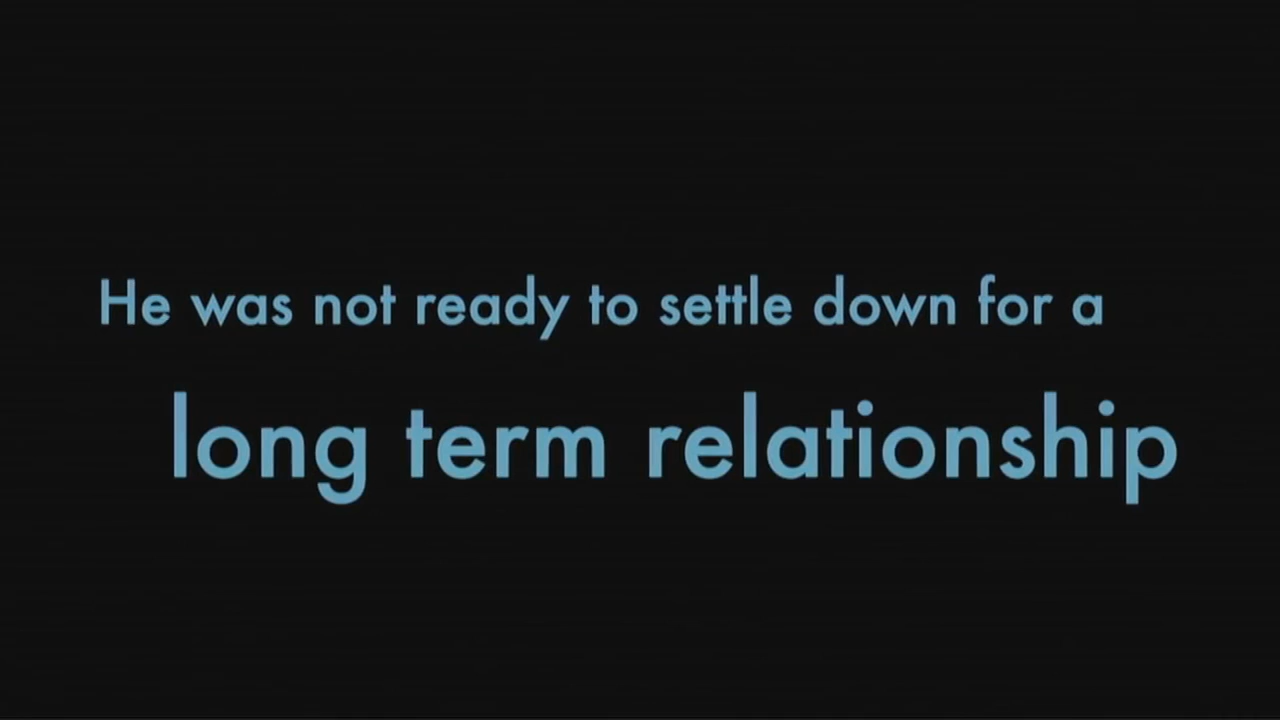 He was not ready to settle down for a
long term relationship